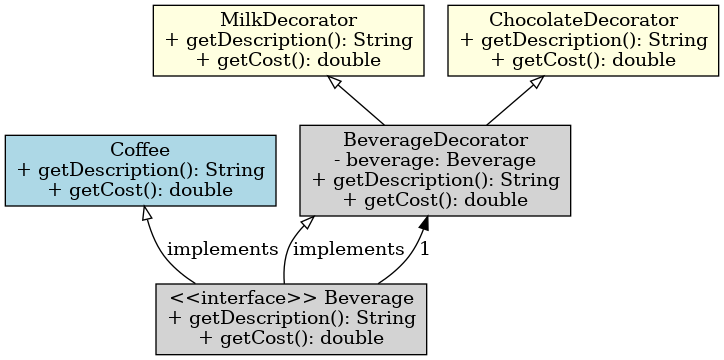 MilkDecorator
+ getDescription(): String
+ getCost(): double
ChocolateDecorator
+ getDescription(): String
+ getCost(): double
Coffee
+ getDescription(): String
+ getCost(): double
BeverageDecorator
- beverage: Beverage
+ getDescription(): String
+ getCost(): double
implements
implements
1
<<interface>> Beverage
+ getDescription(): String
+ getCost(): double